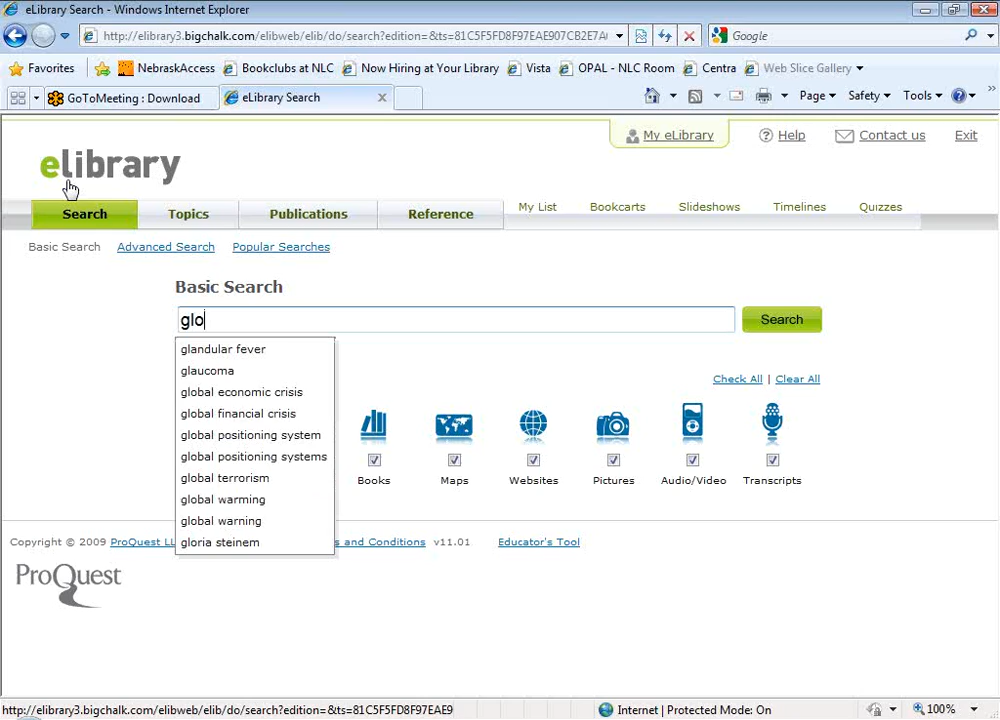 eLibrary Search - Windows Internet Explorer
http://elibrary3.bigchalk.com/elibweb/elib/do/search?edition=&ts=81C5F5FD8F97EAE907CB2E7A
Google
Favorites NebraskAccess Bookclubs at NLC Now Hiring at Your Library Vista OPAL - NLC Room Centra Web Slice Gallery
GoToMeeting : Download eLibrary Search Page Safety Tools
My eLibrary Help Contact us Exit
elibrary
Search Topics Publications Reference My List Bookcarts Slideshows Timelines Quizzes
Basic Search Advanced Search Popular Searches
Basic Search
glo Search
glandular fever
glaucoma
Check All | Clear All
global economic crisis
global financial crisis
global positioning system
global positioning systems
global terrorism
global warming
global warning
gloria steinem
Books Maps Websites Pictures Audio/Video Transcripts
Copyright © 2009 ProQuest and Conditions v11.01 Educator's Tool
ProQuest
http://elibrary3.bigchalk.com/elibweb/elib/do/search?edition=&ts=81C5F5FD8F97EAE9 Internet | Protected Mode: On 100%